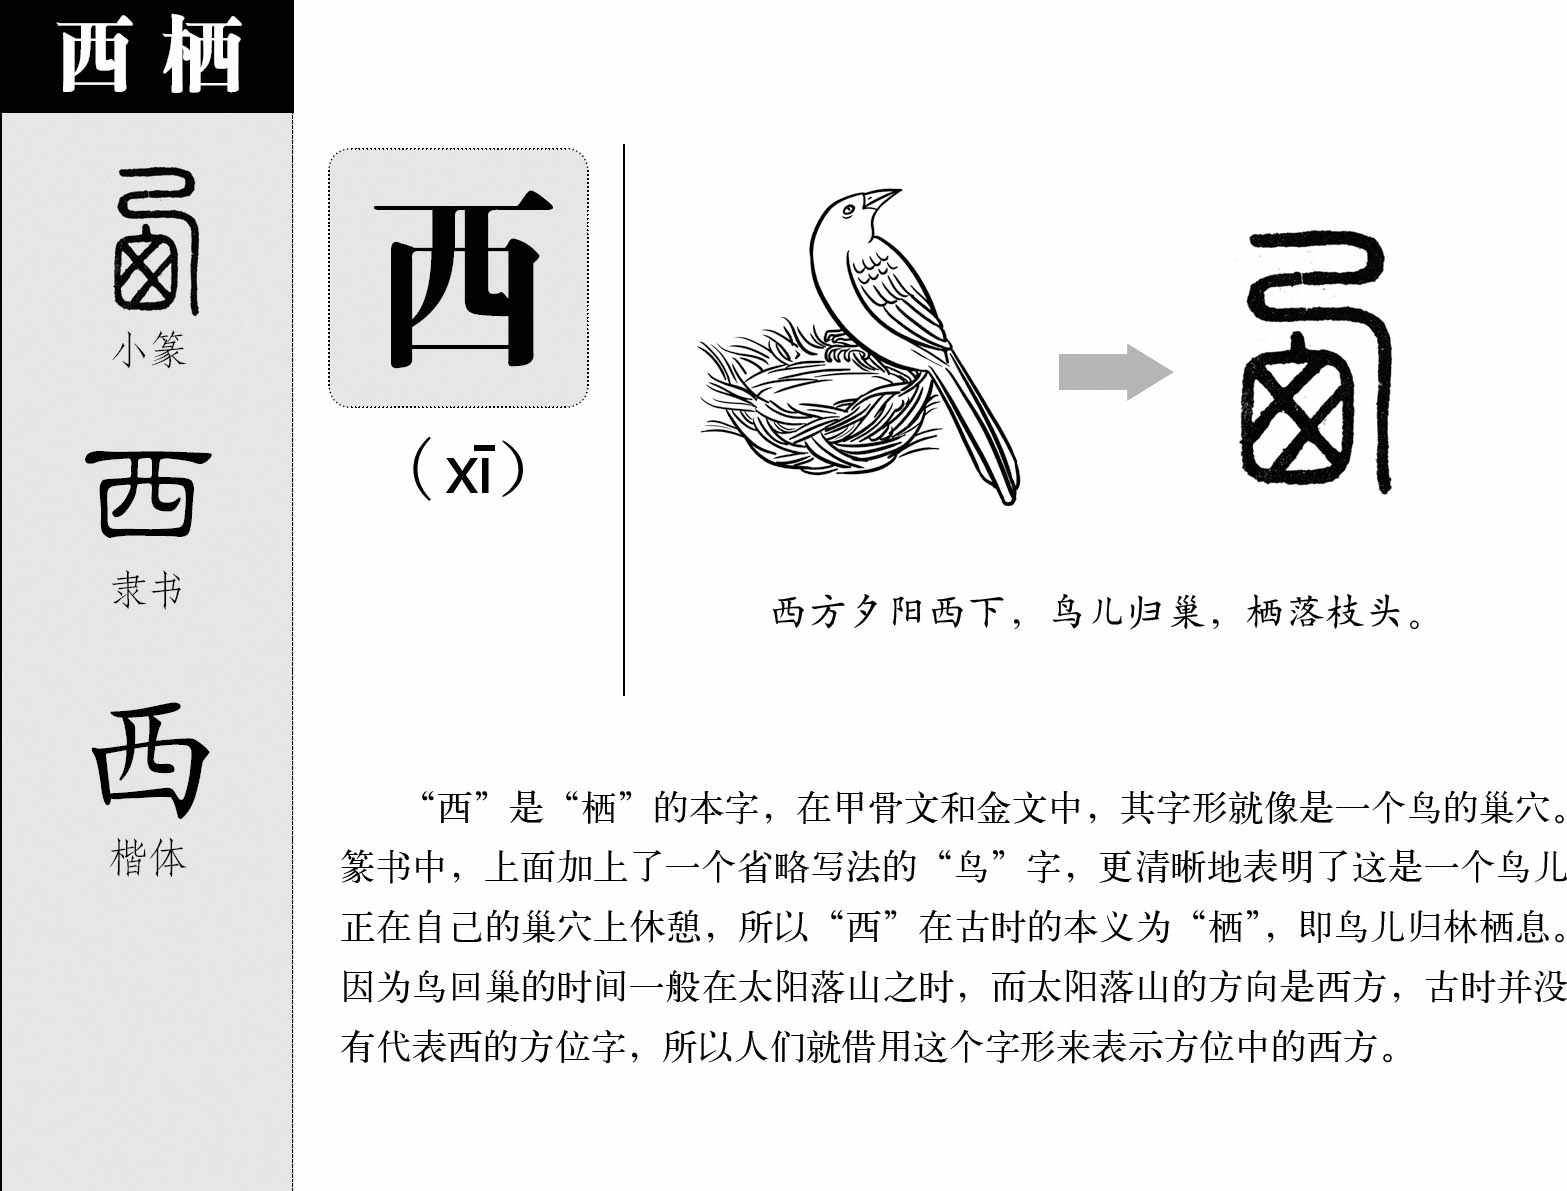 西 栖
小篆
隶书
西
楷体
西
西
（xī）
西方夕阳西下，鸟儿归巢，栖落枝头。
“西”是“栖”的本字，在甲骨文和金文中，其字形就像是一个鸟的巢穴。
篆书中，上面加上了一个省略写法的“鸟”字，更清晰地表明了这是一个鸟儿
正在自己的巢穴上休憩，所以“西”在古时的本义为“栖”，即鸟儿归林栖息。
因为鸟回巢的时间一般在太阳落山之时，而太阳落山的方向是西方，古时并没
有代表西的方位字，所以人们就借用这个字形来表示方位中的西方。